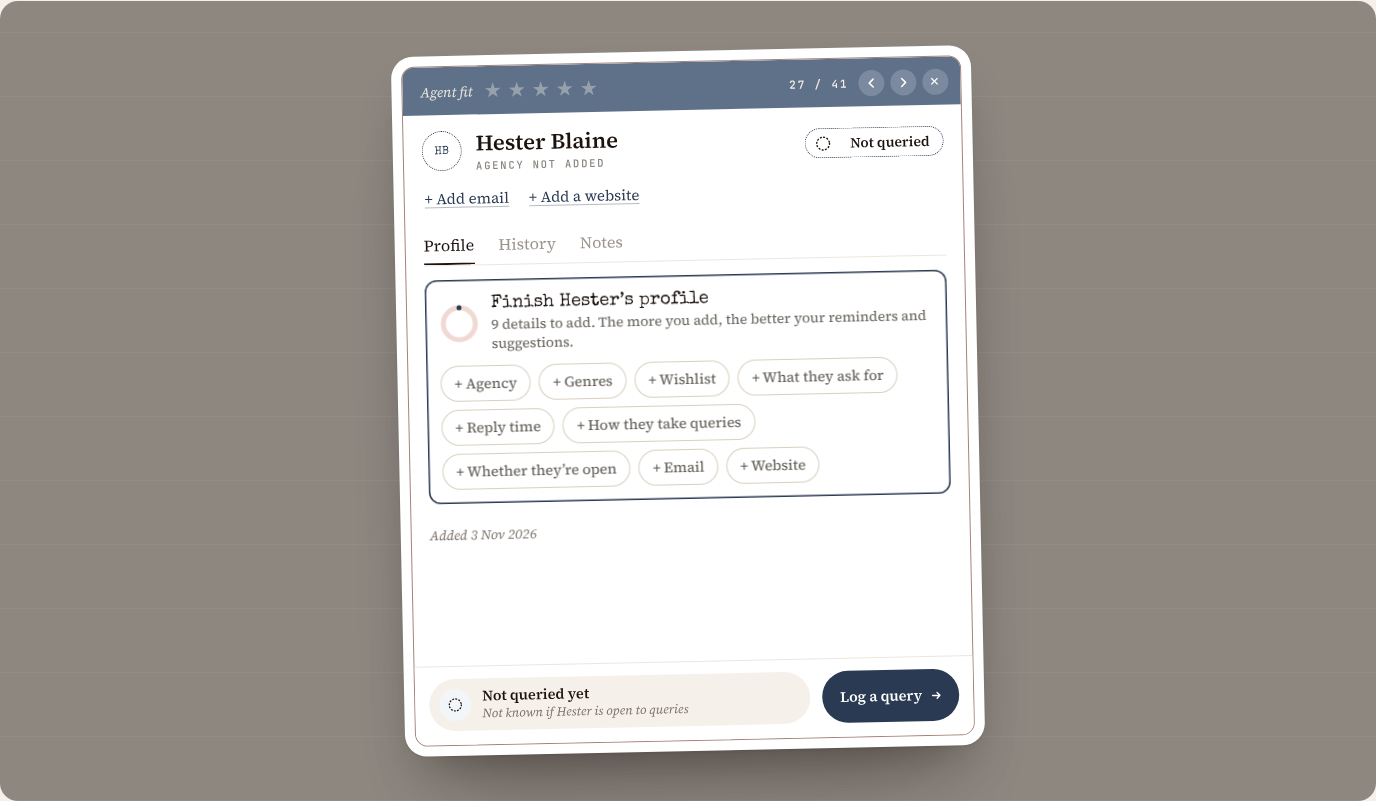 Agent fit ★ ★ ★ ★ ★ 27 / 41
HB
Hester Blaine
AGENCY NOT ADDED
Not queried
+ Add email + Add a website
Profile History Notes
Finish Hester’s profile
9 details to add. The more you add, the better your reminders and
suggestions.
+ Agency + Genres + Wishlist + What they ask for
+ Reply time + How they take queries
+ Whether they’re open + Email + Website
Added 3 Nov 2026
Not queried yet
Not known if Hester is open to queries
Log a query →